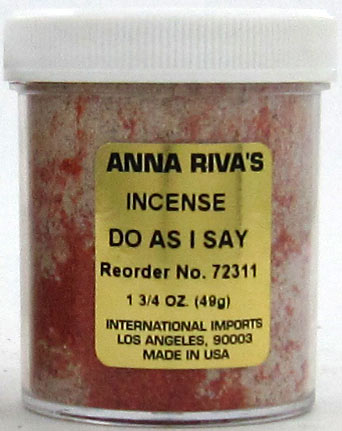 ANNA RIVA'S
INCENSE
DO AS I SAY
Reorder No. 72311
1 3/4 OZ. (49g)
INTERNATIONAL IMPORTS
LOS ANGELES, 90003
MADE IN USA